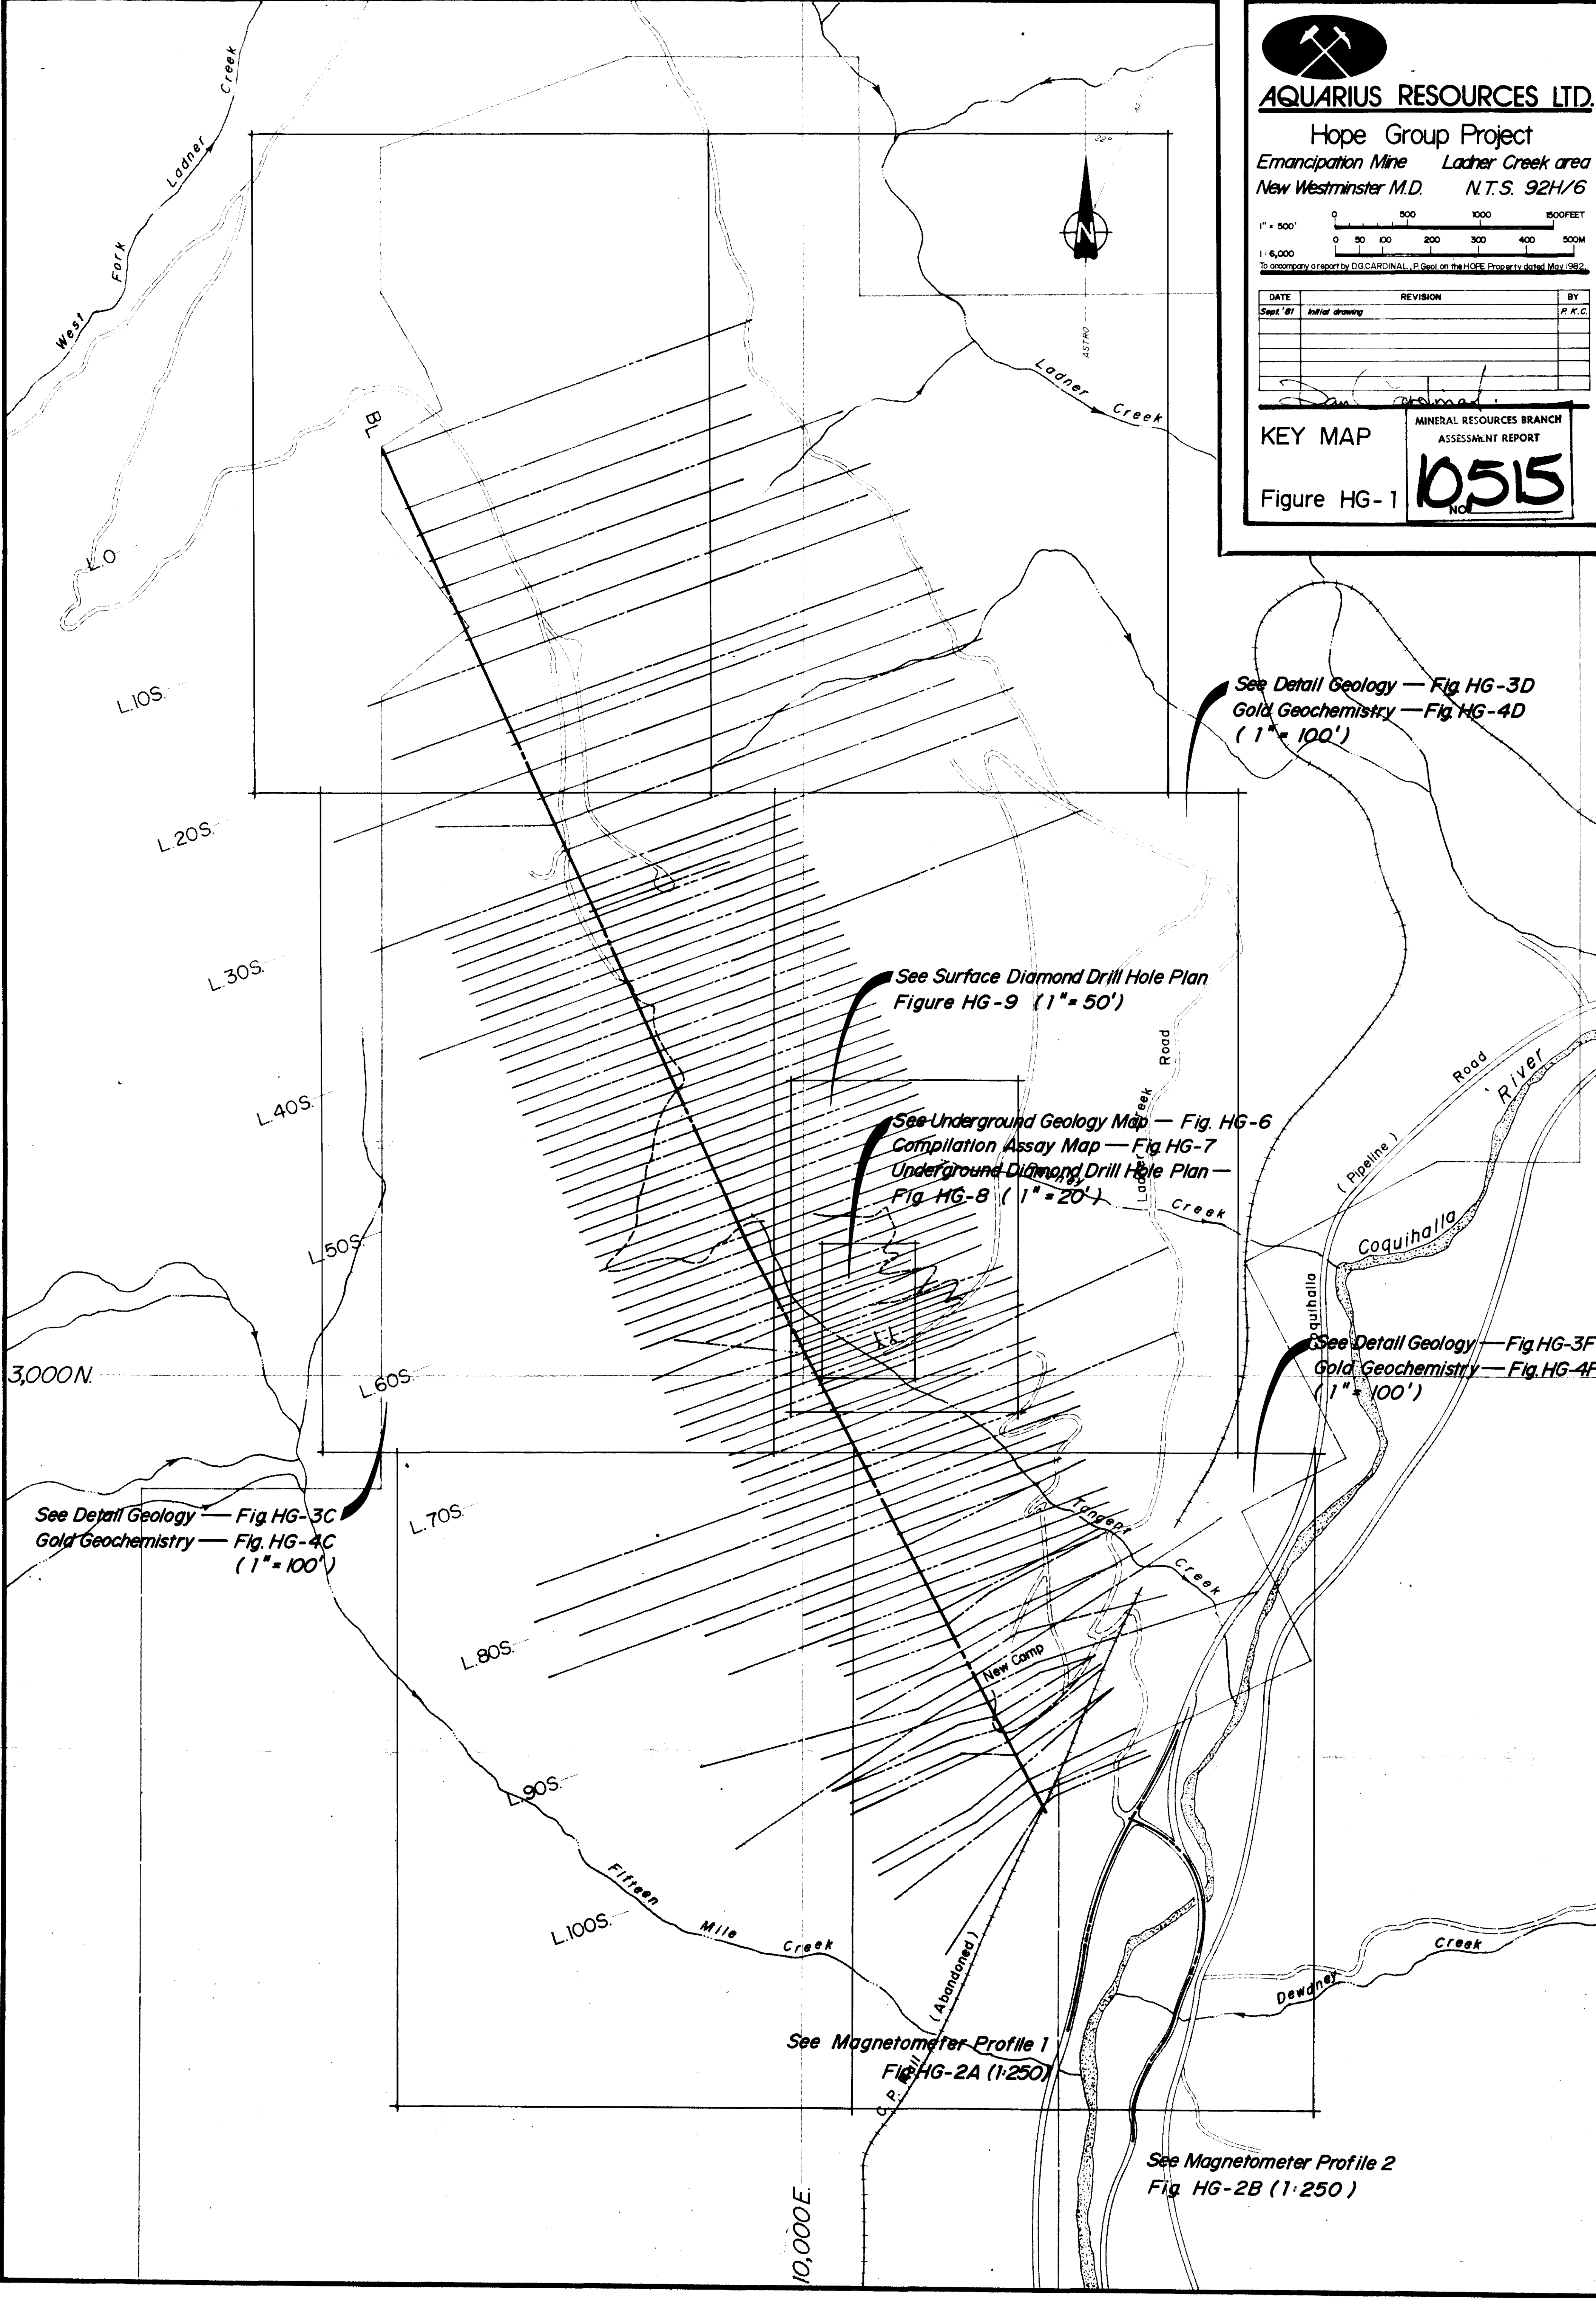 AQUARIUS RESOURCES LTD.
Hope Group Project
Emancipation Mine Ladner Creek area
New Westminster M.D. N.T.S. 92H/6
0 500 1000 1500FEET
1" = 500'
0 50 100 200 300 400 500M
1:6,000
To accompany a report by D.G.CARDINAL, P.Geol. on the HOPE Property dated May 1982.
DATE REVISION BY
Sept. '81 Initial drawing P.K.C.
Dan Cardinal.
KEY MAP
Figure HG-1
MINERAL RESOURCES BRANCH
ASSESSMENT REPORT
10,515
NO.
West Fork Ladner Creek
22°
N
ASTRO
Ladner Creek
BL
L.O
L.10S.
L.20S.
L.30S.
L.40S.
L.50S.
L.60S.
L.70S.
L.80S.
L.90S.
L.100S.
See Detail Geology — Fig. HG-3D
Gold Geochemistry — Fig. HG-4D
(1" = 100')
See Surface Diamond Drill Hole Plan
Figure HG-9 (1" = 50')
See Underground Geology Map — Fig. HG-6
Compilation Assay Map — Fig. HG-7
Underground Diamond Drill Hole Plan —
Fig. HG-8 (1" = 20')
Ladner Creek Road
Creek
Road
(Pipeline)
River
Coquihalla
Coquihalla
See Detail Geology — Fig. HG-3F
Gold Geochemistry — Fig. HG-4F
(1" = 100')
3,000N.
See Detail Geology — Fig. HG-3C
Gold Geochemistry — Fig. HG-4C
(1" = 100')
Tangent Creek
New Camp
Fifteen Mile Creek
(Abandoned)
C.P. Rail
Dewdney Creek
See Magnetometer Profile 1
Fig. HG-2A (1:250)
See Magnetometer Profile 2
Fig. HG-2B (1:250)
10,000E.